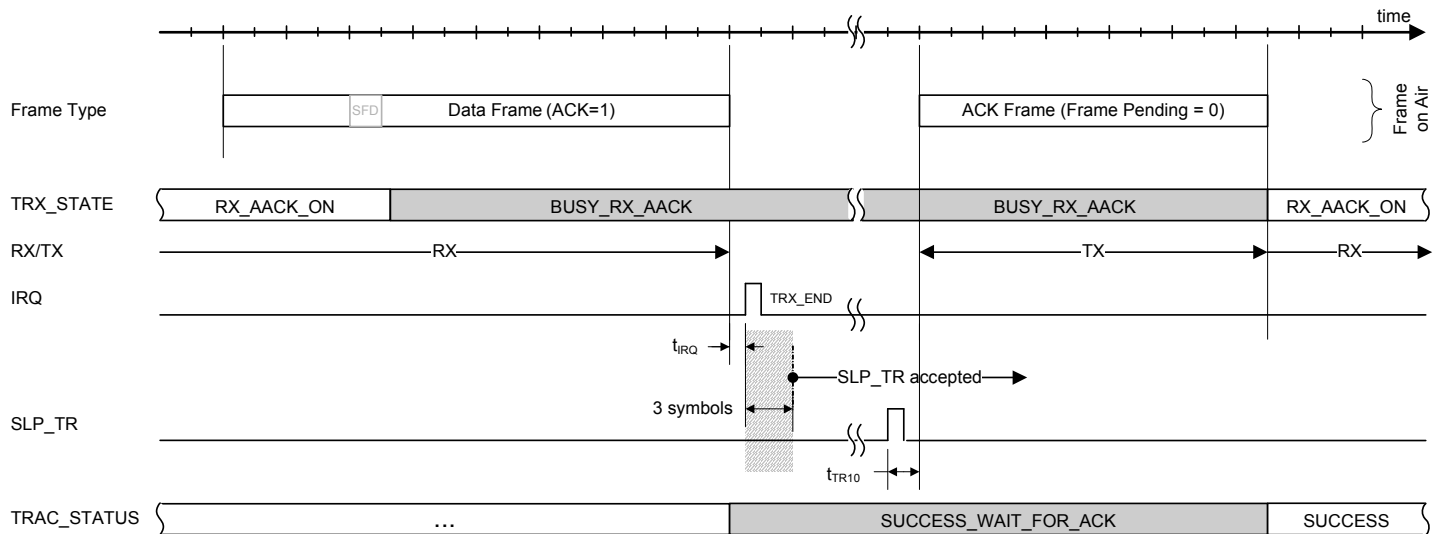 time
Frame Type
SFD
Data Frame (ACK=1)
ACK Frame (Frame Pending = 0)
Frame
on Air
TRX_STATE
RX_AACK_ON
BUSY_RX_AACK
BUSY_RX_AACK
RX_AACK_ON
RX/TX
RX
TX
RX
IRQ
TRX_END
tIRQ
SLP_TR accepted
3 symbols
SLP_TR
tTR10
TRAC_STATUS
...
SUCCESS_WAIT_FOR_ACK
SUCCESS